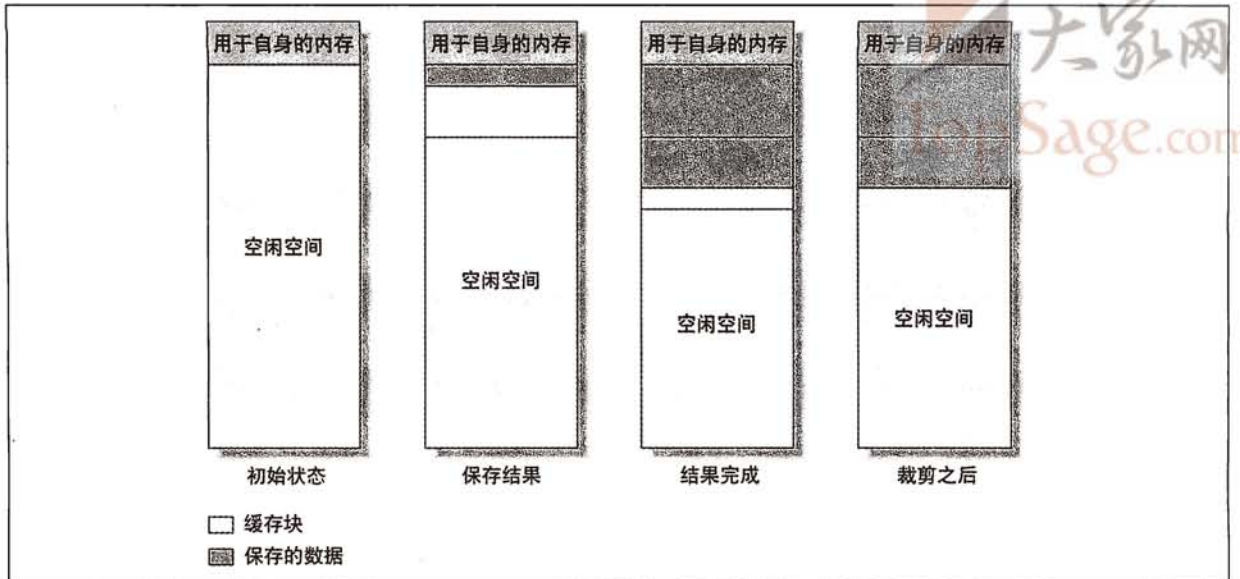 用于自身的内存
用于自身的内存
用于自身的内存
用于自身的内存
大家网
TopSage.com
空闲空间
空闲空间
空闲空间
空闲空间
初始状态
保存结果
结果完成
裁剪之后
缓存块
保存的数据